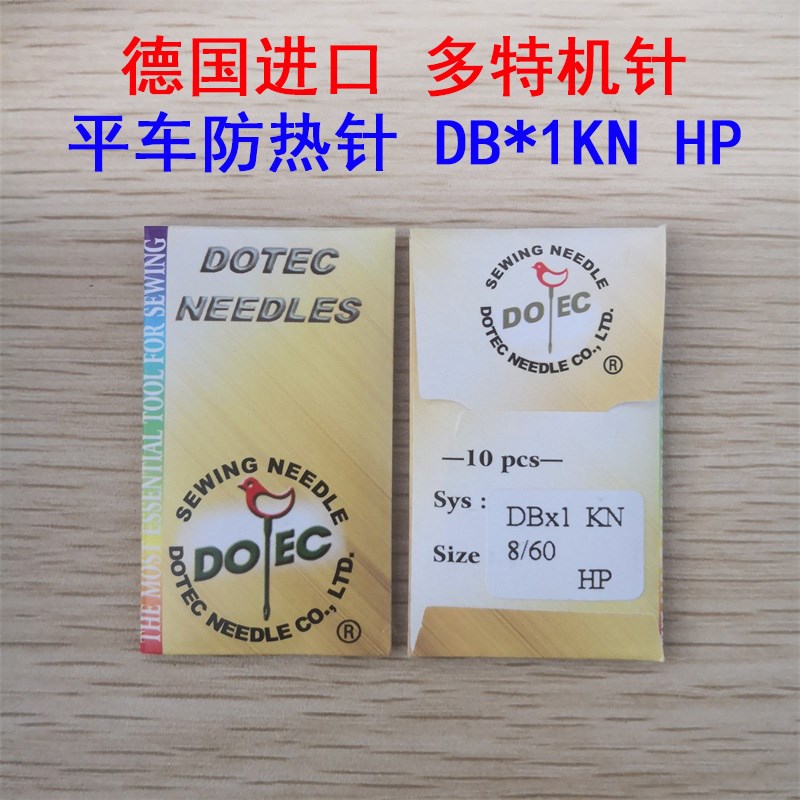 德国进口 多特机针
平车防热针 DB*1KN HP
DOTEC
NEEDLES
THE MOST ESSENTIAL TOOL FOR SEWING
SEWING NEEDLE
DOTEC
DOTEC NEEDLE CO., LTD.
®
SEWING NEEDLE
DOTEC
DOTEC NEEDLE CO., LTD.
®
—10 pcs—
Sys : DBx1 KN
Size 8/60
HP